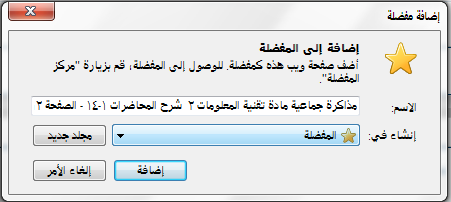 إضافة مفضلة
إضافة إلى المفضلة
أضف صفحة ويب هذه كمفضلة. للوصول إلى المفضلة، قم بزيارة "مركز
المفضلة".
الاسم: مذاكرة جماعية مادة تقنية المعلومات ٢ شرح المحاضرات ١-١٤ - الصفحة ٢
إنشاء في: المفضلة مجلد جديد
إضافة إلغاء الأمر